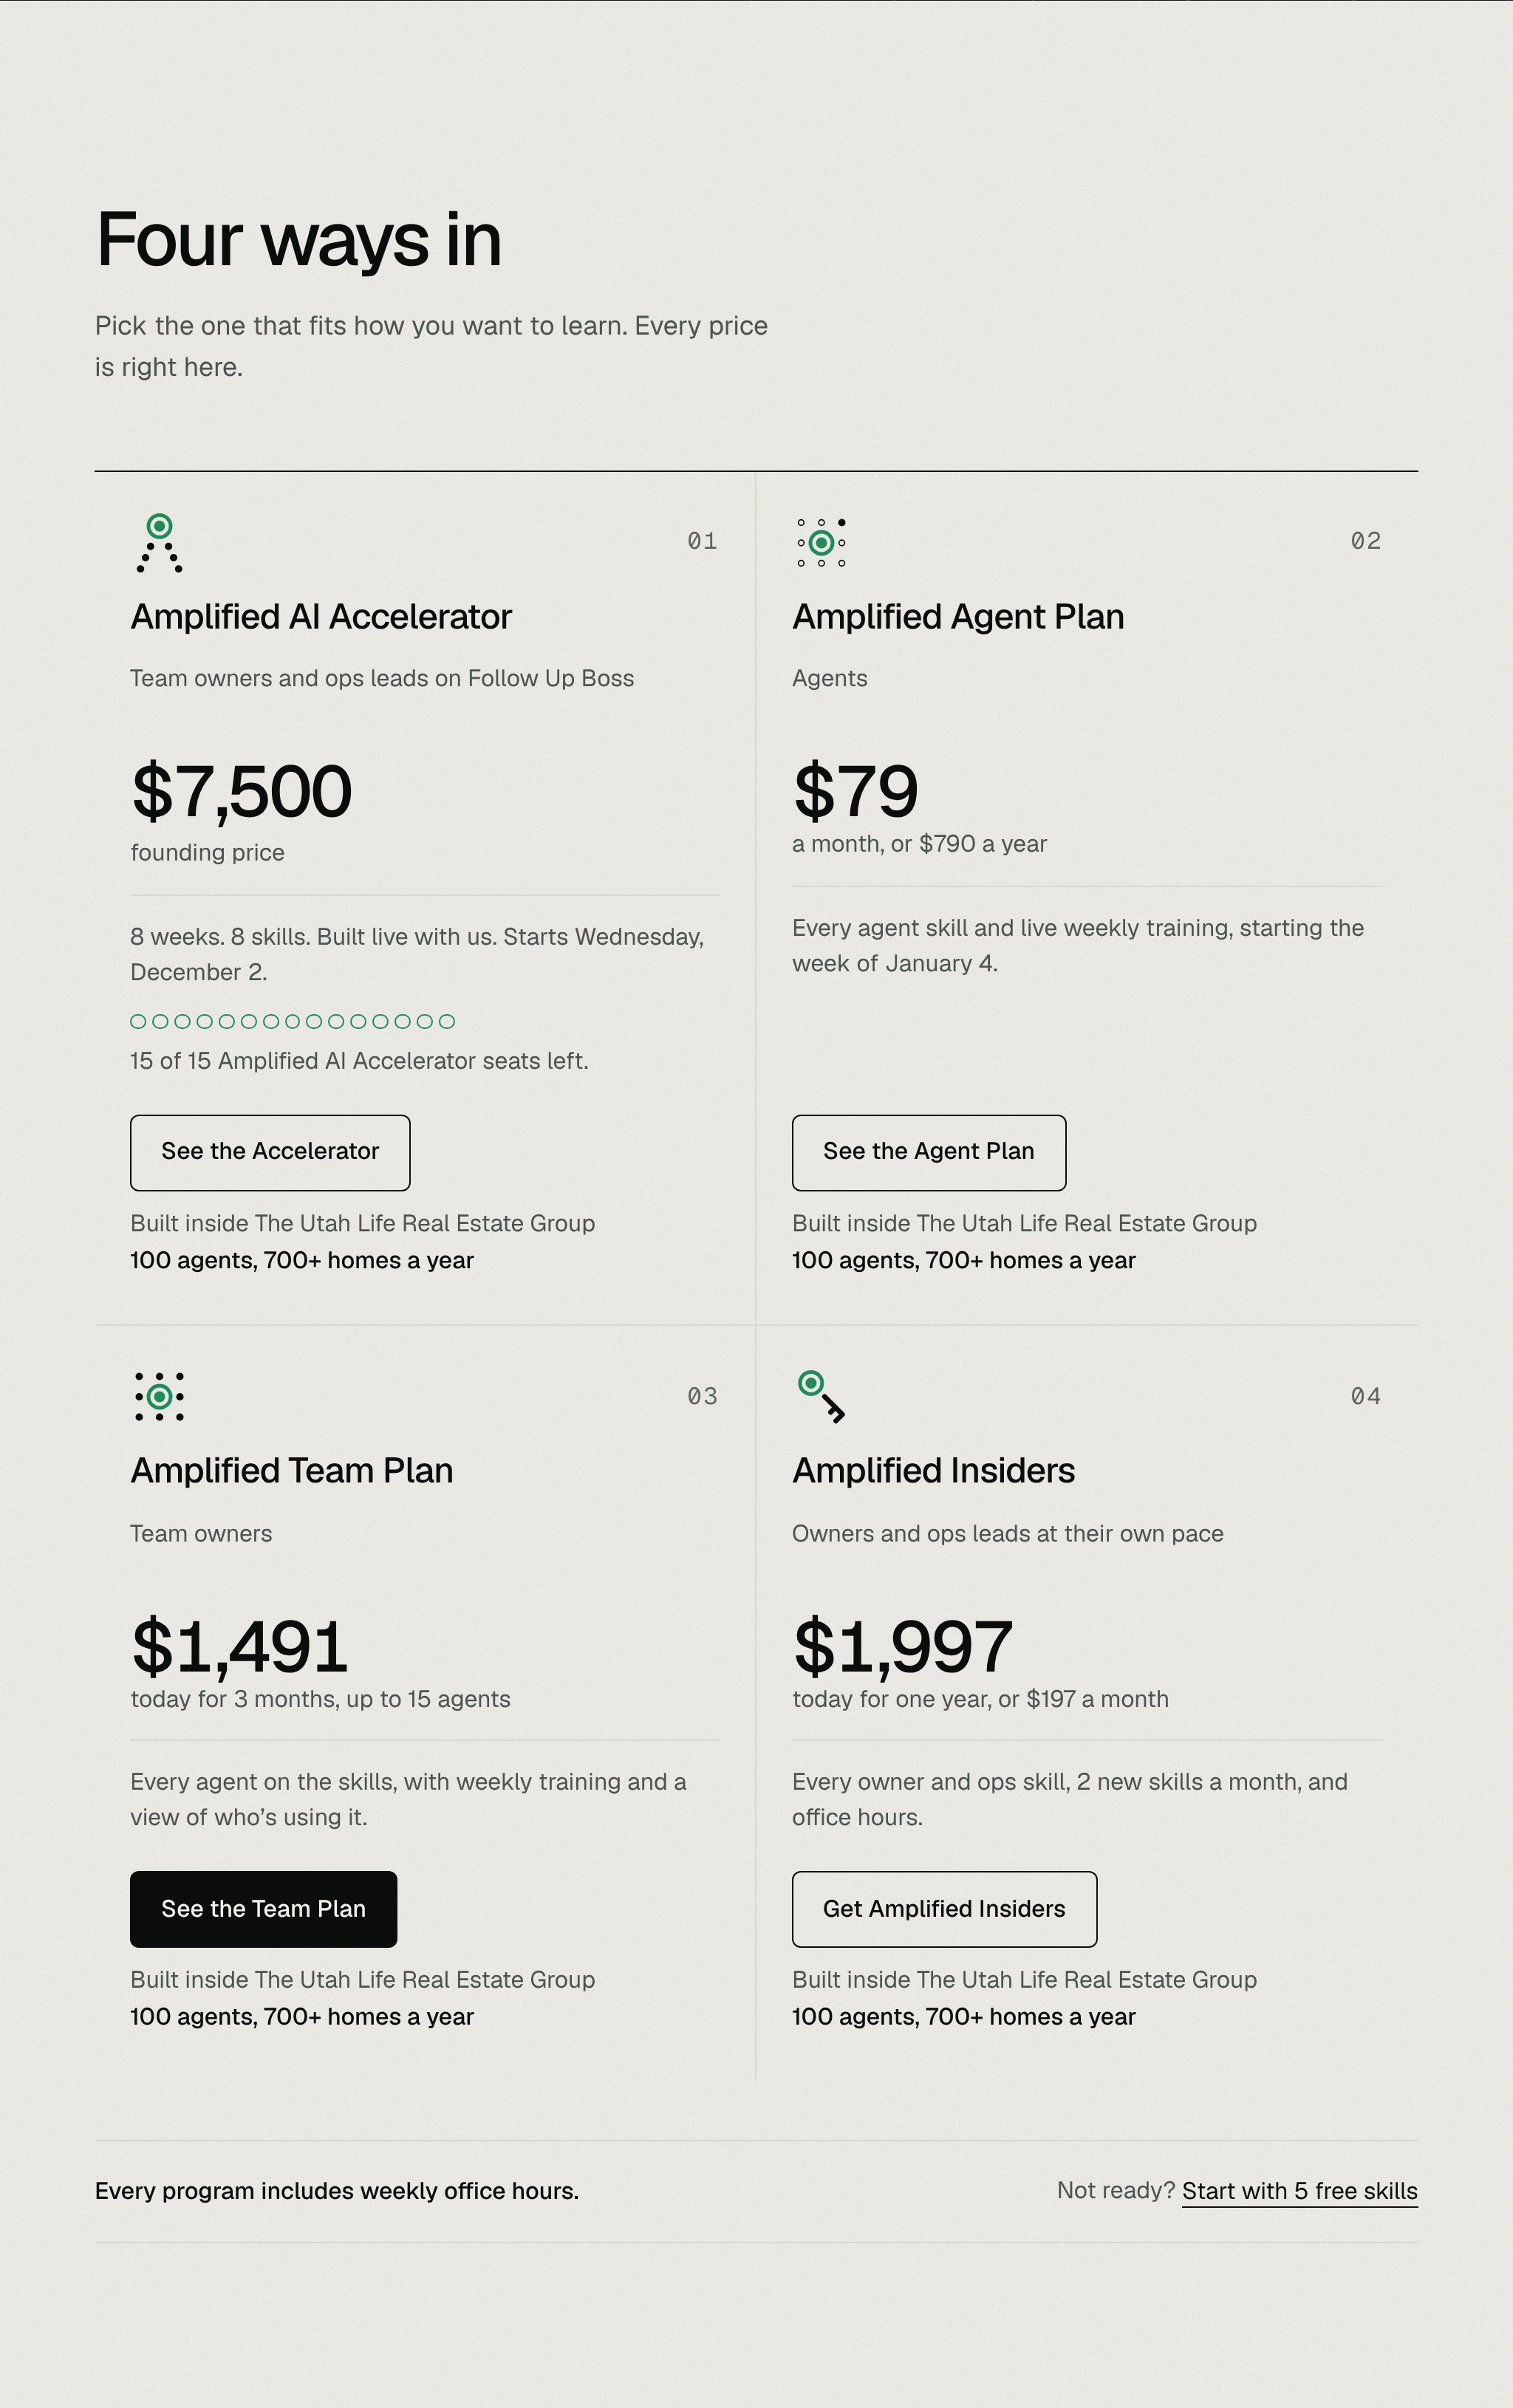 Four ways in
Pick the one that fits how you want to learn. Every price
is right here.
01
Amplified AI Accelerator
Team owners and ops leads on Follow Up Boss
$7,500
founding price
8 weeks. 8 skills. Built live with us. Starts Wednesday,
December 2.
15 of 15 Amplified AI Accelerator seats left.
See the Accelerator
Built inside The Utah Life Real Estate Group
100 agents, 700+ homes a year
02
Amplified Agent Plan
Agents
$79
a month, or $790 a year
Every agent skill and live weekly training, starting the
week of January 4.
See the Agent Plan
Built inside The Utah Life Real Estate Group
100 agents, 700+ homes a year
03
Amplified Team Plan
Team owners
$1,491
today for 3 months, up to 15 agents
Every agent on the skills, with weekly training and a
view of who’s using it.
See the Team Plan
Built inside The Utah Life Real Estate Group
100 agents, 700+ homes a year
04
Amplified Insiders
Owners and ops leads at their own pace
$1,997
today for one year, or $197 a month
Every owner and ops skill, 2 new skills a month, and
office hours.
Get Amplified Insiders
Built inside The Utah Life Real Estate Group
100 agents, 700+ homes a year
Every program includes weekly office hours.
Not ready? Start with 5 free skills